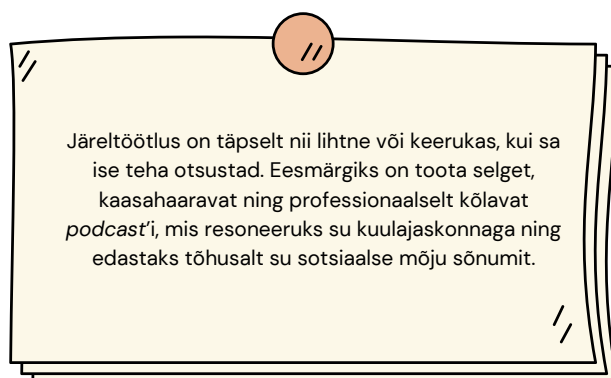 Järeltöötlus on täpselt nii lihtne või keerukas, kui sa
ise teha otsustad. Eesmärgiks on toota selget,
kaasahaaravat ning professionaalselt kõlavat
podcast'i, mis resoneeruks su kuulajaskonnaga ning
edastaks tõhusalt su sotsiaalse mõju sõnumit.